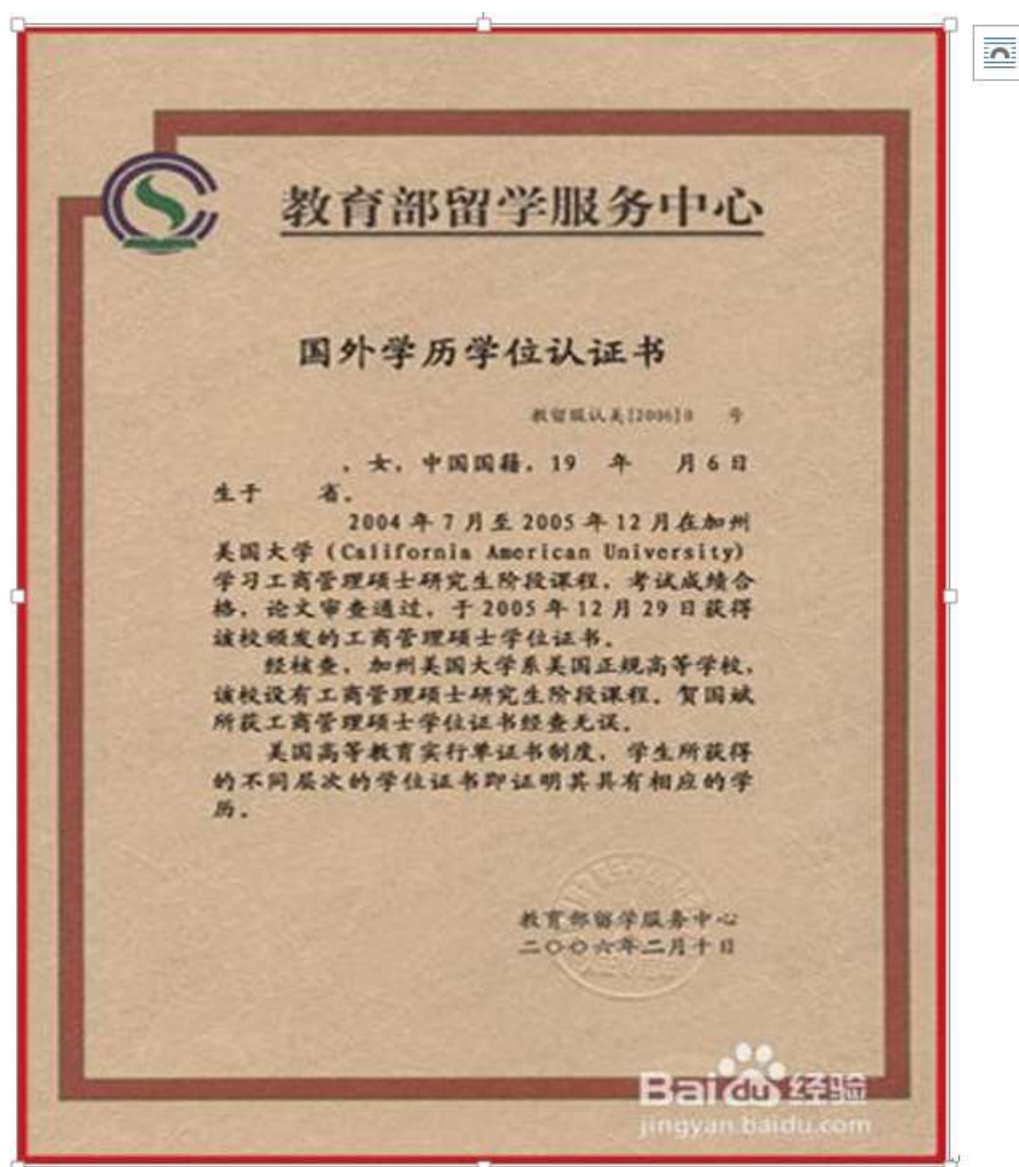 教育部留学服务中心
国外学历学位认证书
教留服认美[2006]0 号
，女，中国国籍，19 年 月6日
生于 省。
2004年7月至2005年12月在加州
美国大学（California American University）
学习工商管理硕士研究生阶段课程，考试成绩合
格，论文审查通过，于2005年12月29日获得
该校颁发的工商管理硕士学位证书。
经核查，加州美国大学系美国正规高等学校，
该校设有工商管理硕士研究生阶段课程。贺国斌
所获工商管理硕士学位证书经查无误。
美国高等教育实行单证书制度，学生所获得
的不同层次的学位证书即证明其具有相应的学
历。
教育部留学服务中心
二〇〇六年二月十日
Baidu经验
jingyan.baidu.com